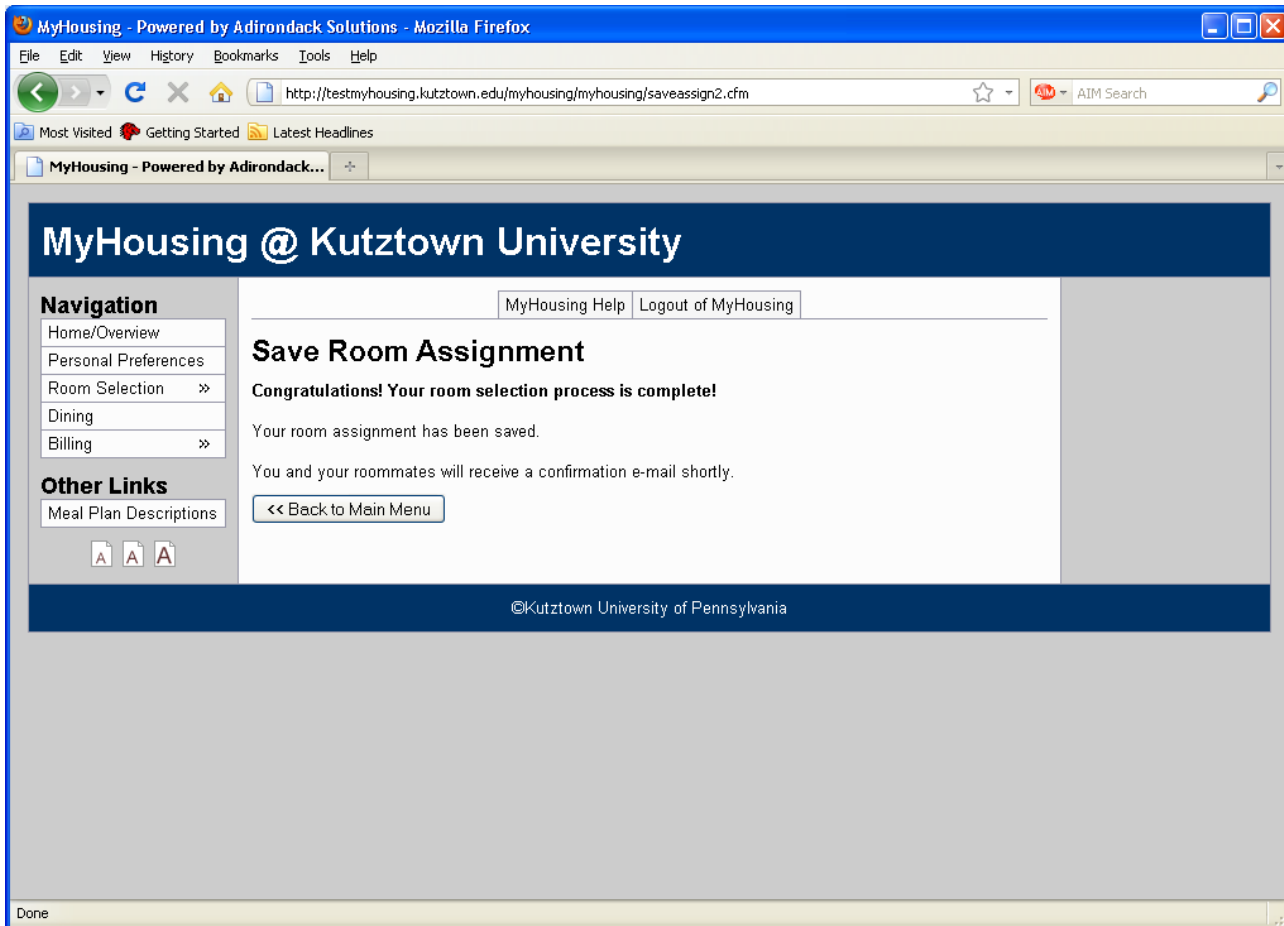 MyHousing - Powered by Adirondack Solutions - Mozilla Firefox
File Edit View History Bookmarks Tools Help
http://testmyhousing.kutztown.edu/myhousing/myhousing/saveassign2.cfm
AIM AIM Search
Most Visited Getting Started Latest Headlines
MyHousing - Powered by Adirondack...
MyHousing @ Kutztown University
Navigation
Home/Overview
Personal Preferences
Room Selection »
Dining
Billing »
Other Links
Meal Plan Descriptions
A A A
MyHousing Help Logout of MyHousing
Save Room Assignment
Congratulations! Your room selection process is complete!
Your room assignment has been saved.
You and your roommates will receive a confirmation e-mail shortly.
<< Back to Main Menu
©Kutztown University of Pennsylvania
Done